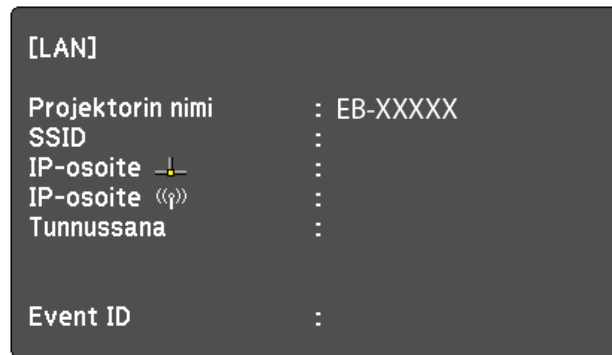 [LAN]
Projektorin nimi : EB-XXXXX
SSID :
IP-osoite :
IP-osoite :
Tunnussana :
Event ID :